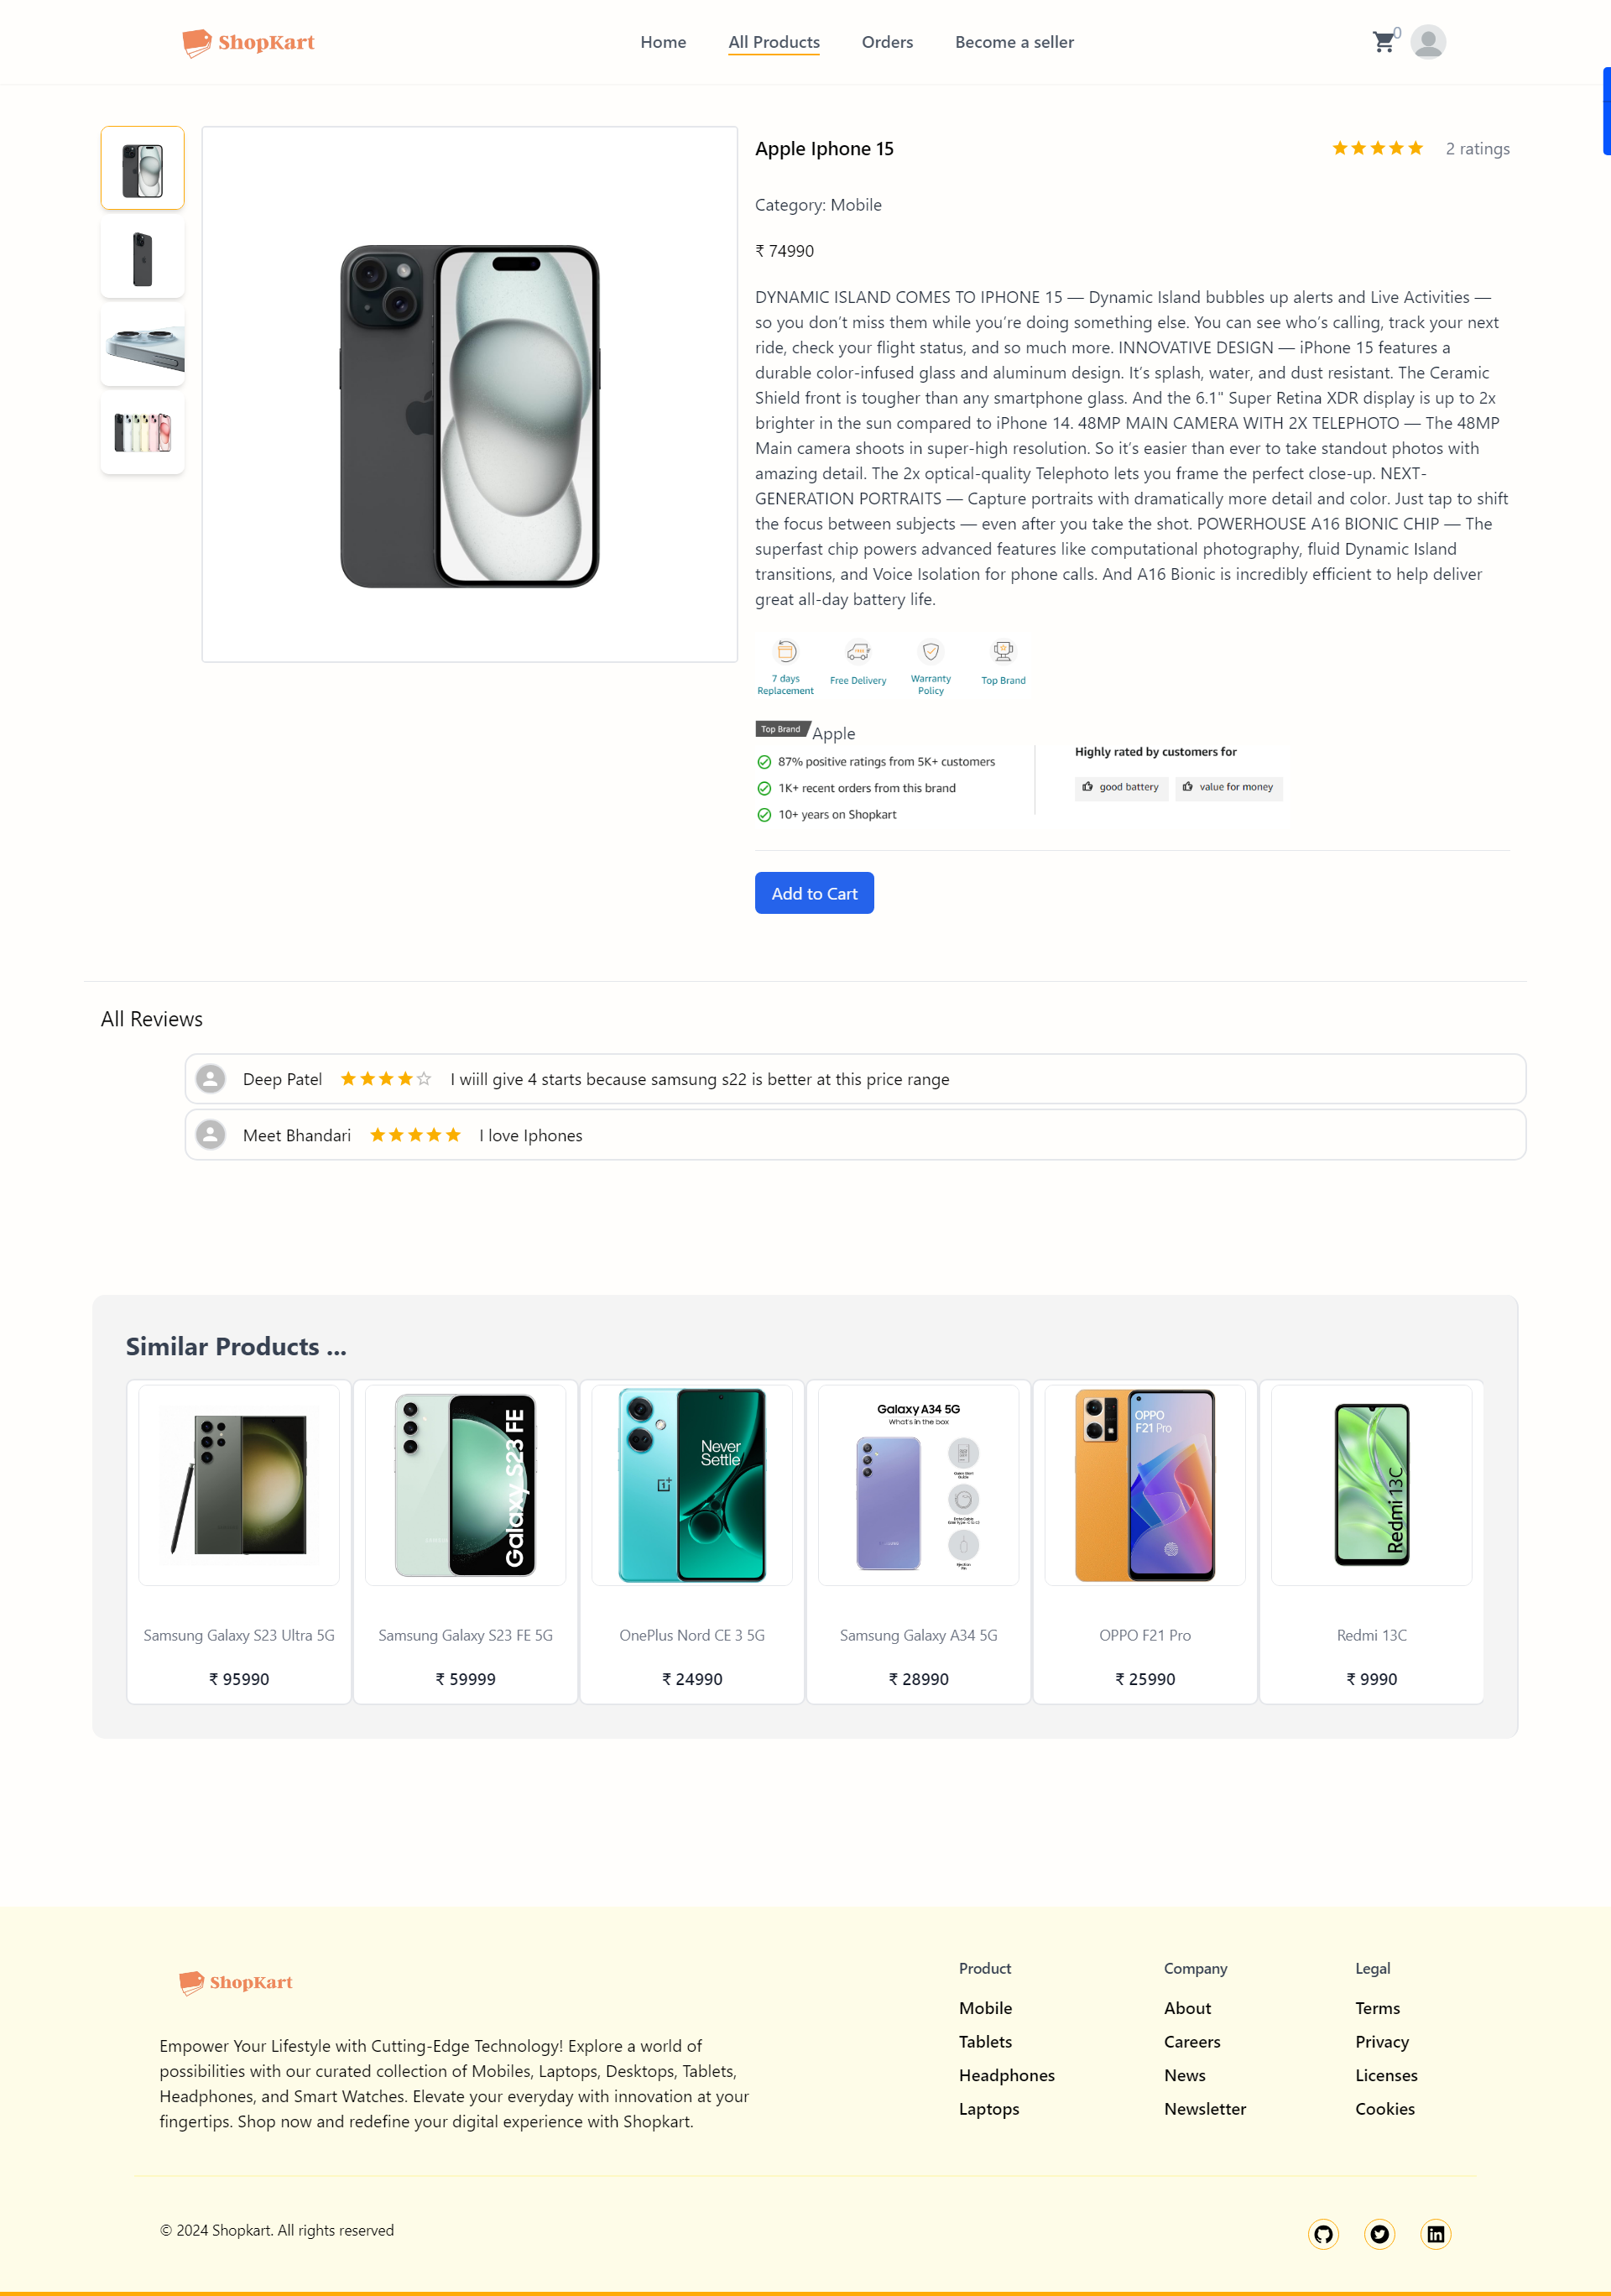 ShopKart
Home
All Products
Orders
Become a seller
0
Apple Iphone 15
2 ratings
Category: Mobile
₹ 74990
DYNAMIC ISLAND COMES TO IPHONE 15 — Dynamic Island bubbles up alerts and Live Activities —
so you don’t miss them while you’re doing something else. You can see who’s calling, track your next
ride, check your flight status, and so much more. INNOVATIVE DESIGN — iPhone 15 features a
durable color-infused glass and aluminum design. It’s splash, water, and dust resistant. The Ceramic
Shield front is tougher than any smartphone glass. And the 6.1" Super Retina XDR display is up to 2x
brighter in the sun compared to iPhone 14. 48MP MAIN CAMERA WITH 2X TELEPHOTO — The 48MP
Main camera shoots in super-high resolution. So it’s easier than ever to take standout photos with
amazing detail. The 2x optical-quality Telephoto lets you frame the perfect close-up. NEXT-
GENERATION PORTRAITS — Capture portraits with dramatically more detail and color. Just tap to shift
the focus between subjects — even after you take the shot. POWERHOUSE A16 BIONIC CHIP — The
superfast chip powers advanced features like computational photography, fluid Dynamic Island
transitions, and Voice Isolation for phone calls. And A16 Bionic is incredibly efficient to help deliver
great all-day battery life.
7 days
Replacement
Free Delivery
Warranty
Policy
Top Brand
Top Brand
Apple
87% positive ratings from 5K+ customers
1K+ recent orders from this brand
10+ years on Shopkart
Highly rated by customers for
good battery
value for money
Add to Cart
All Reviews
Deep Patel
I wiill give 4 starts because samsung s22 is better at this price range
Meet Bhandari
I love Iphones
Similar Products ...
Samsung Galaxy S23 Ultra 5G
₹ 95990
Galaxy S23 FE
Samsung Galaxy S23 FE 5G
₹ 59999
Never
Settle
OnePlus Nord CE 3 5G
₹ 24990
Galaxy A34 5G
What's in the box
Samsung Galaxy A34 5G
₹ 28990
OPPO
F21 Pro
OPPO F21 Pro
₹ 25990
Redmi 13C
Redmi 13C
₹ 9990
ShopKart
Empower Your Lifestyle with Cutting-Edge Technology! Explore a world of
possibilities with our curated collection of Mobiles, Laptops, Desktops, Tablets,
Headphones, and Smart Watches. Elevate your everyday with innovation at your
fingertips. Shop now and redefine your digital experience with Shopkart.
Product
Mobile
Tablets
Headphones
Laptops
Company
About
Careers
News
Newsletter
Legal
Terms
Privacy
Licenses
Cookies
© 2024 Shopkart. All rights reserved